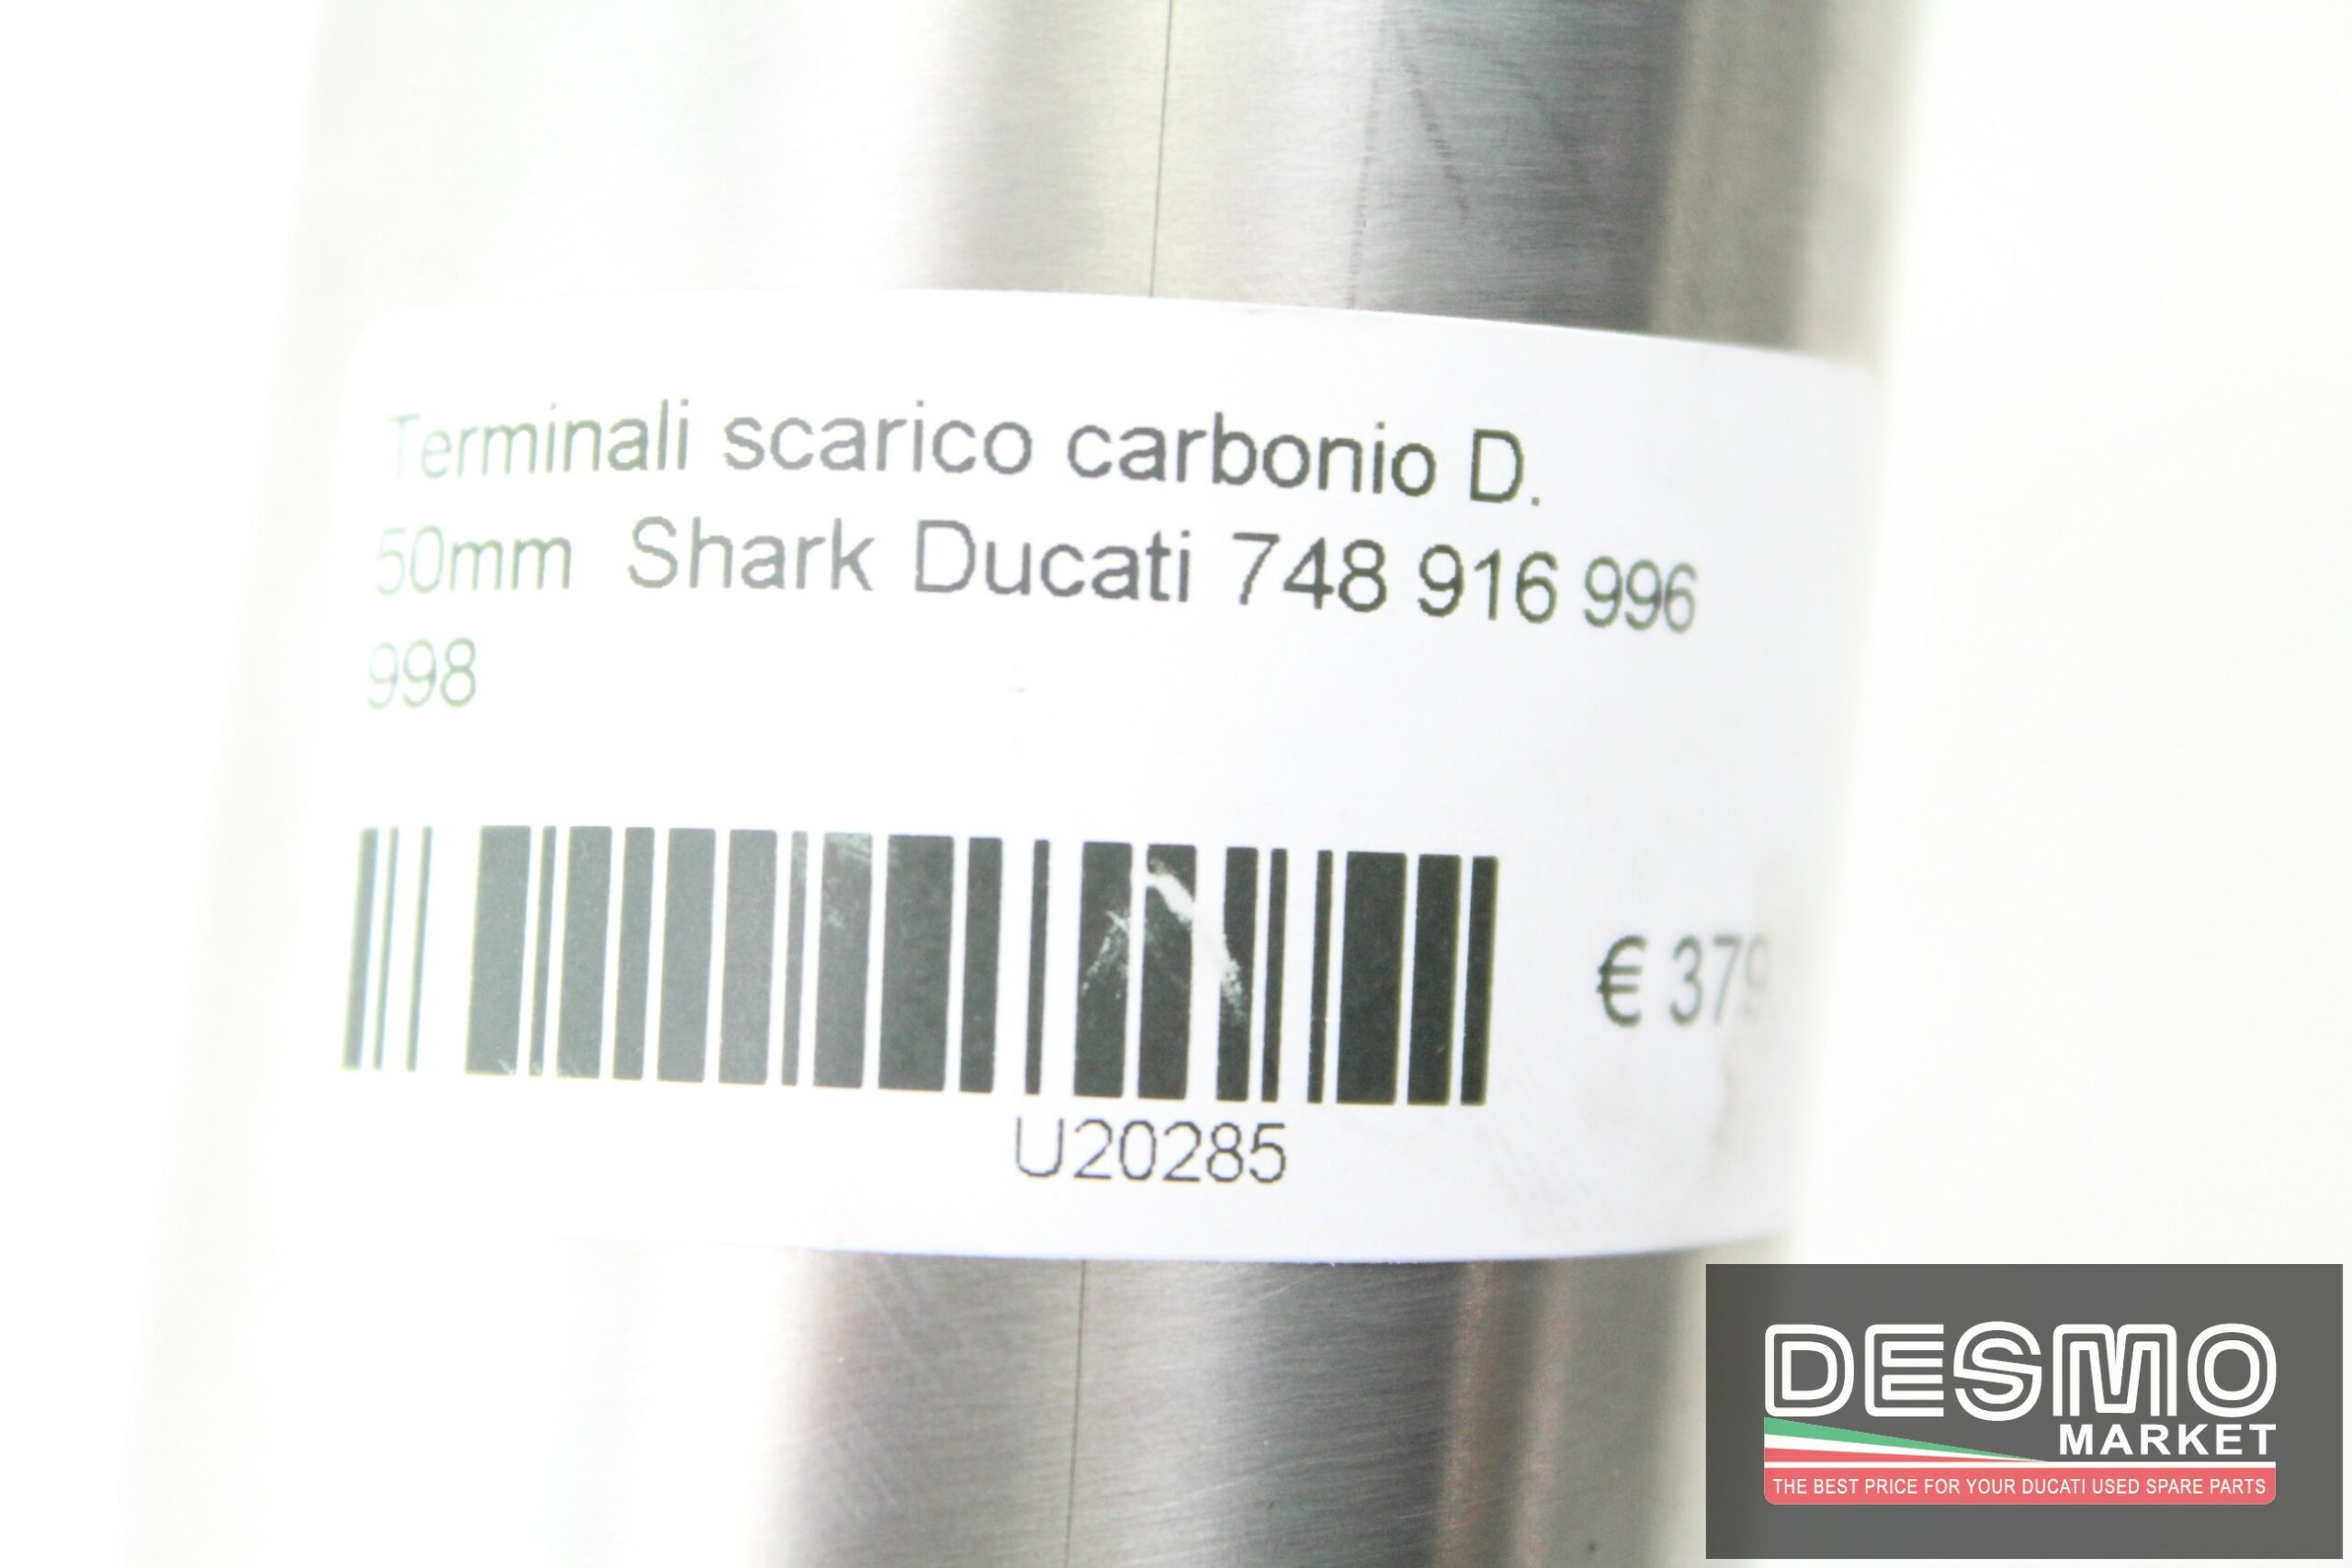 Terminali scarico carbonio D.
50mm Shark Ducati 748 916 996
998
€ 379
U20285
DESMO
MARKET
THE BEST PRICE FOR YOUR DUCATI USED SPARE PARTS